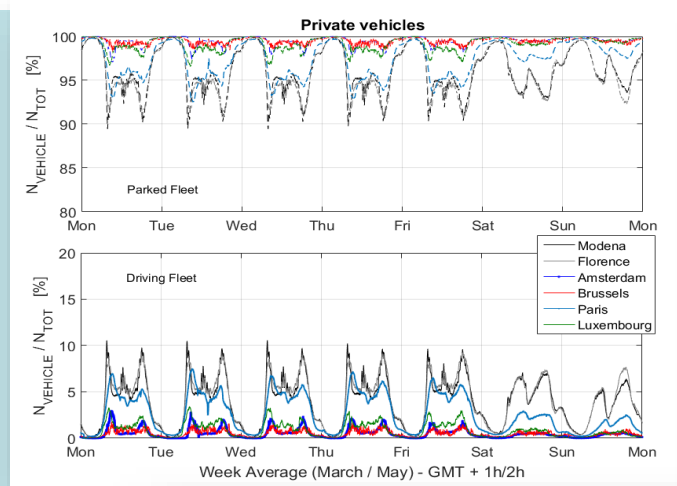 Private vehicles
N_VEHICLE / N_TOT [%]
100
95
90
85
80
Parked Fleet
Mon Tue Wed Thu Fri Sat Sun Mon
Modena
Florence
Amsterdam
Brussels
Paris
Luxembourg
N_VEHICLE / N_TOT [%]
20
15
10
5
0
Driving Fleet
Mon Tue Wed Thu Fri Sat Sun Mon
Week Average (March / May) - GMT + 1h/2h